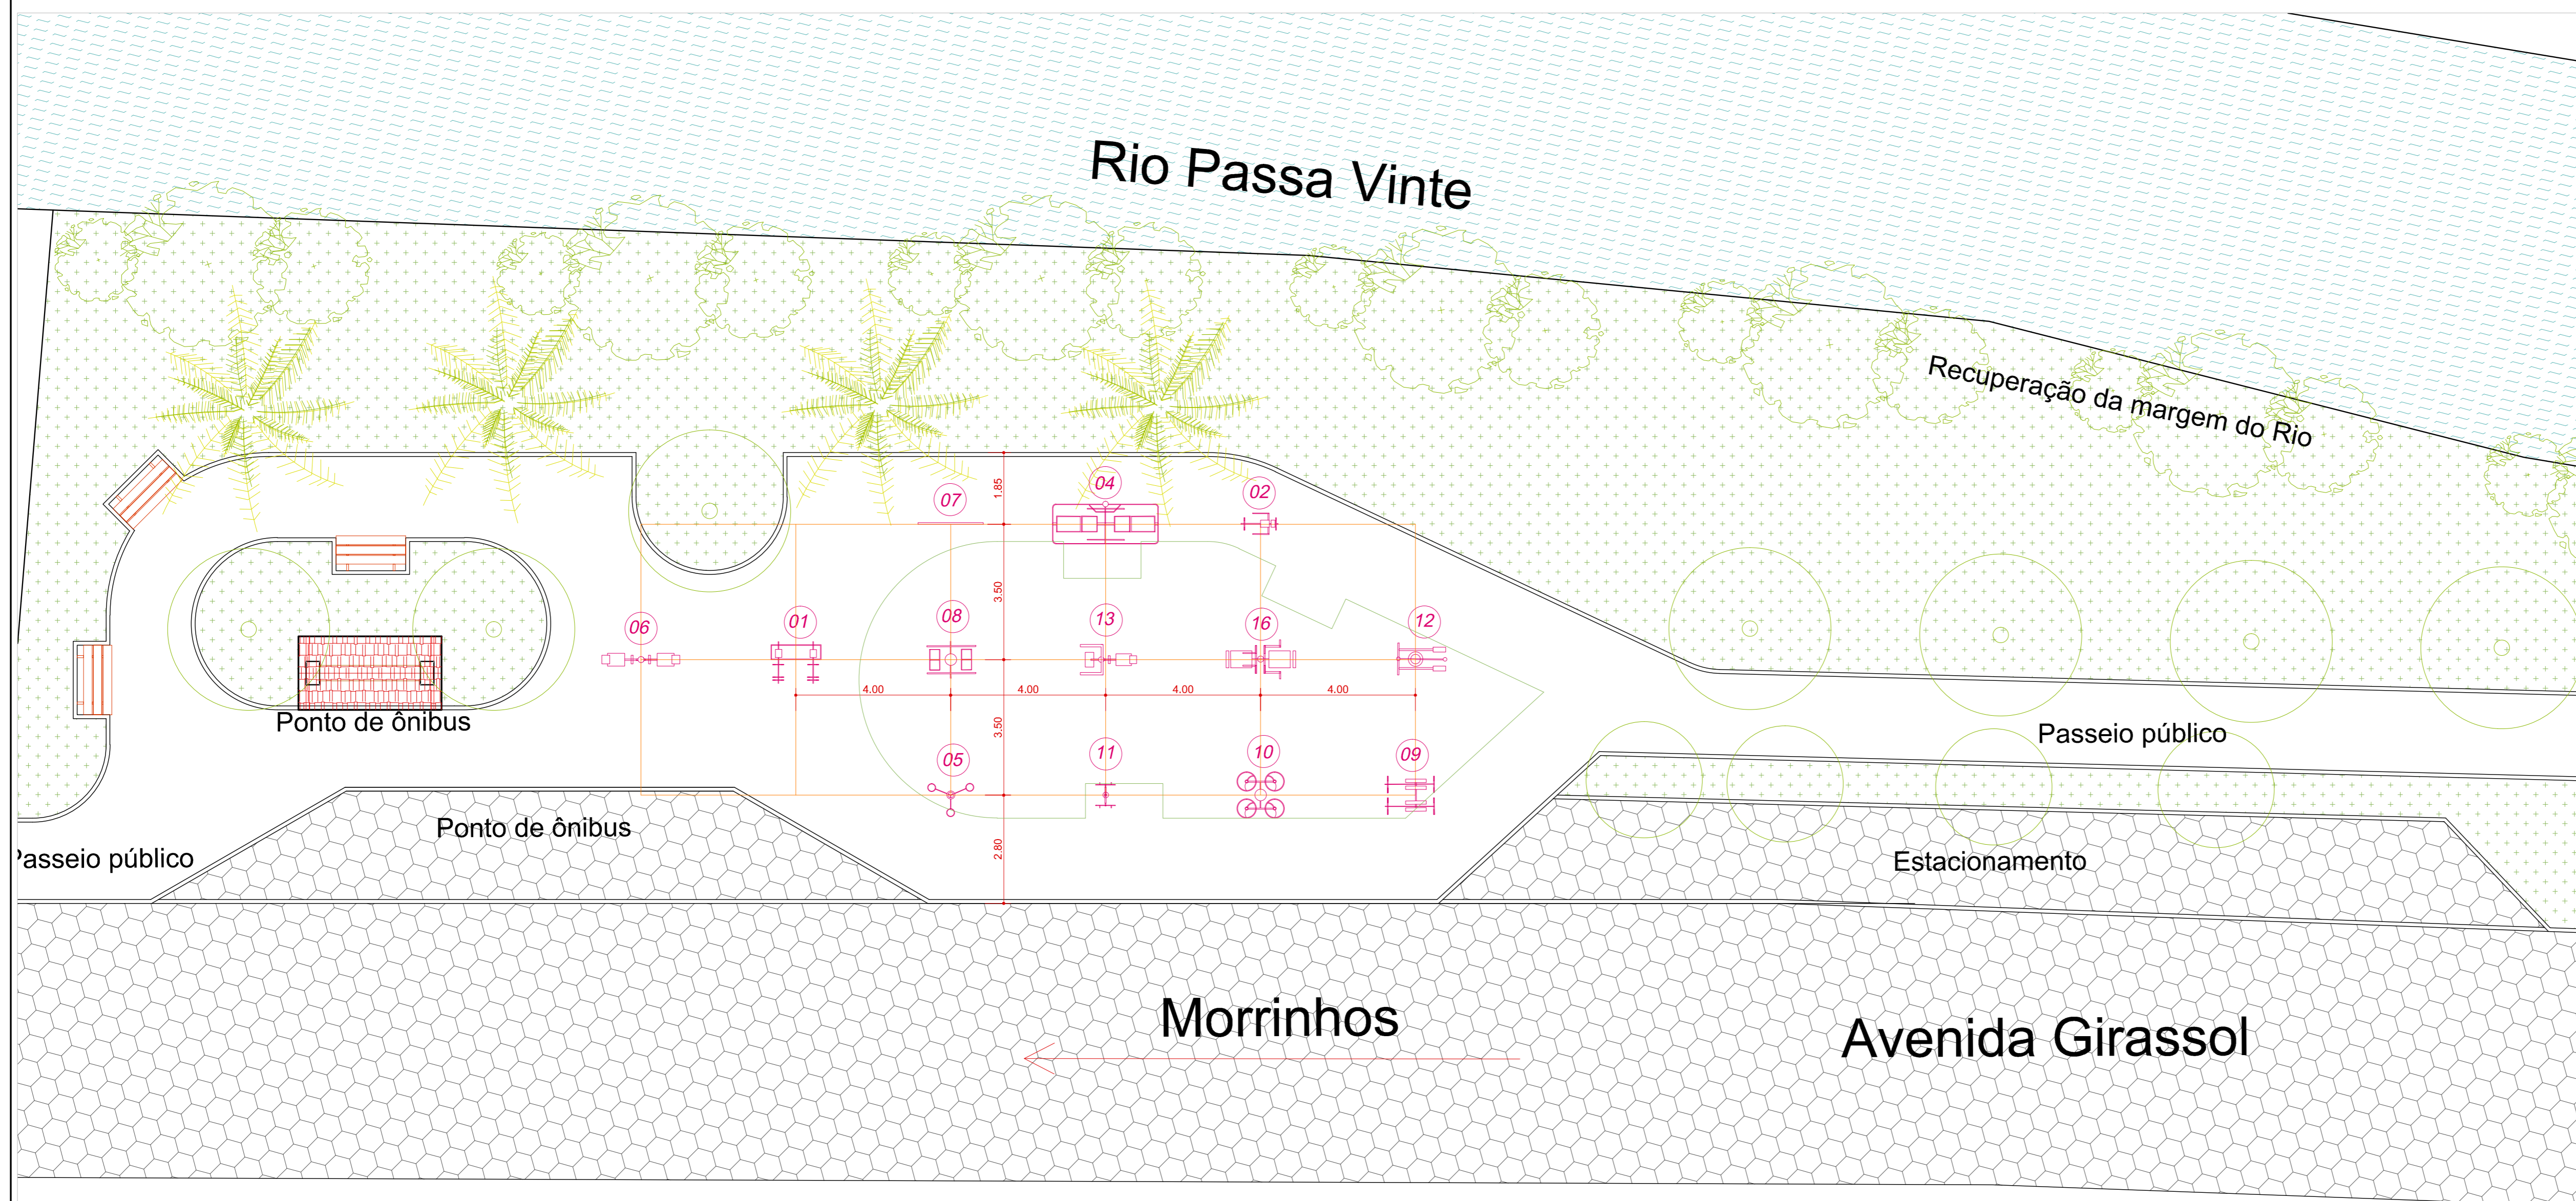 Rio Passa Vinte
Recuperação da margem do Rio
07
04
02
1.85
3.50
06
01
08
13
16
12
4.00
4.00
4.00
4.00
Ponto de ônibus
3.50
05
11
10
09
Passeio público
Ponto de ônibus
Passeio público
2.80
Estacionamento
Morrinhos
Avenida Girassol